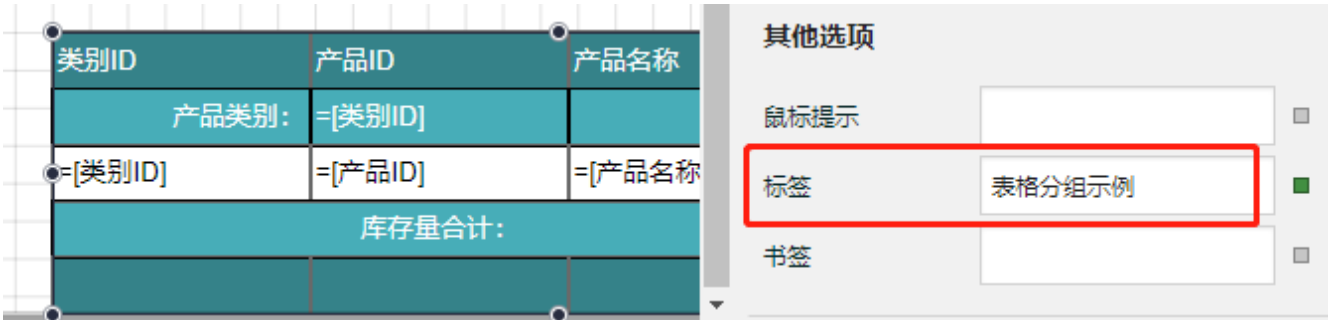 类别ID 产品ID 产品名称
产品类别： =[类别ID]
=[类别ID] =[产品ID] =[产品名称
库存量合计：
其他选项
鼠标提示
标签 表格分组示例
书签